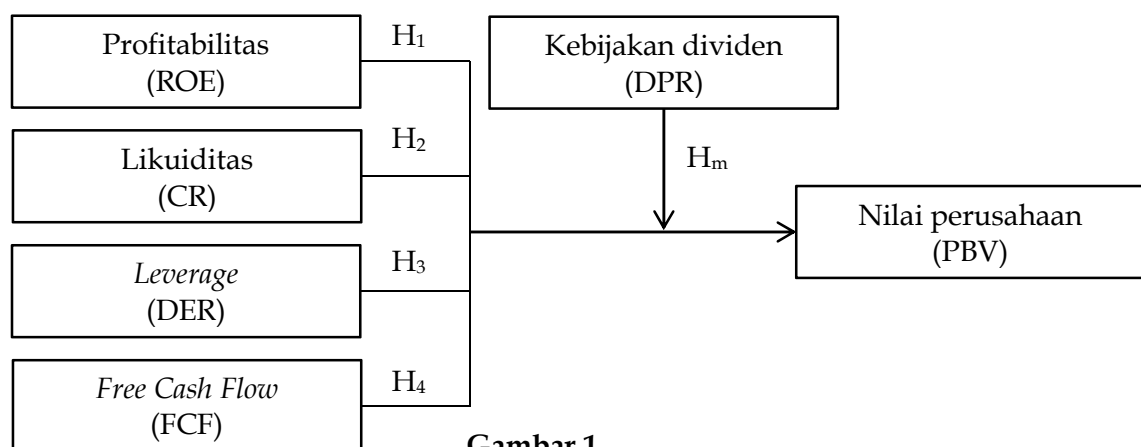 Profitabilitas
(ROE)
H₁
Kebijakan dividen
(DPR)
Likuiditas
(CR)
H₂
Hₘ
Nilai perusahaan
(PBV)
Leverage
(DER)
H₃
Free Cash Flow
(FCF)
H₄
Gambar 1